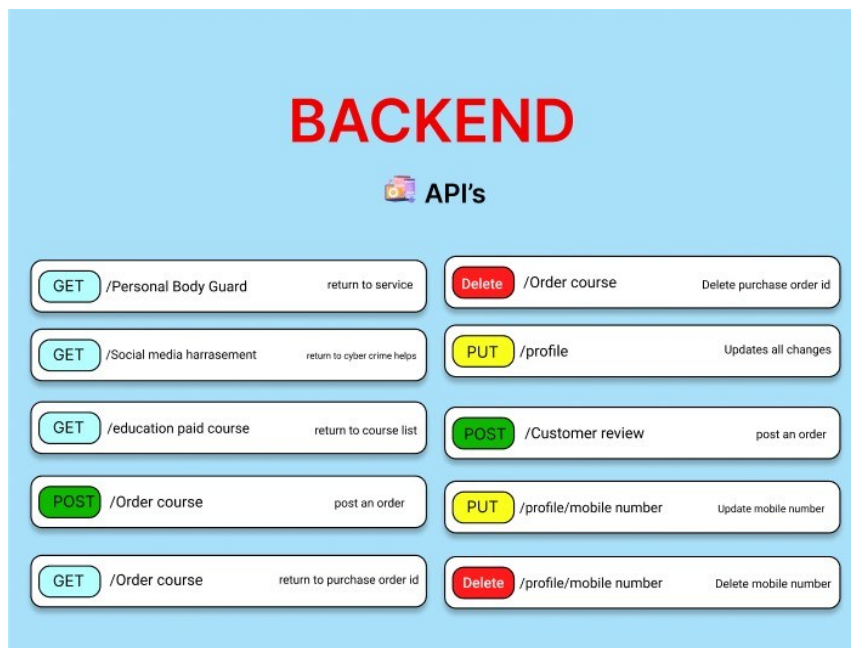 BACKEND
API's
GET /Personal Body Guard return to service
GET /Social media harrasement return to cyber crime helps
GET /education paid course return to course list
POST /Order course post an order
GET /Order course return to purchase order id
Delete /Order course Delete purchase order id
PUT /profile Updates all changes
POST /Customer review post an order
PUT /profile/mobile number Update mobile number
Delete /profile/mobile number Delete mobile number